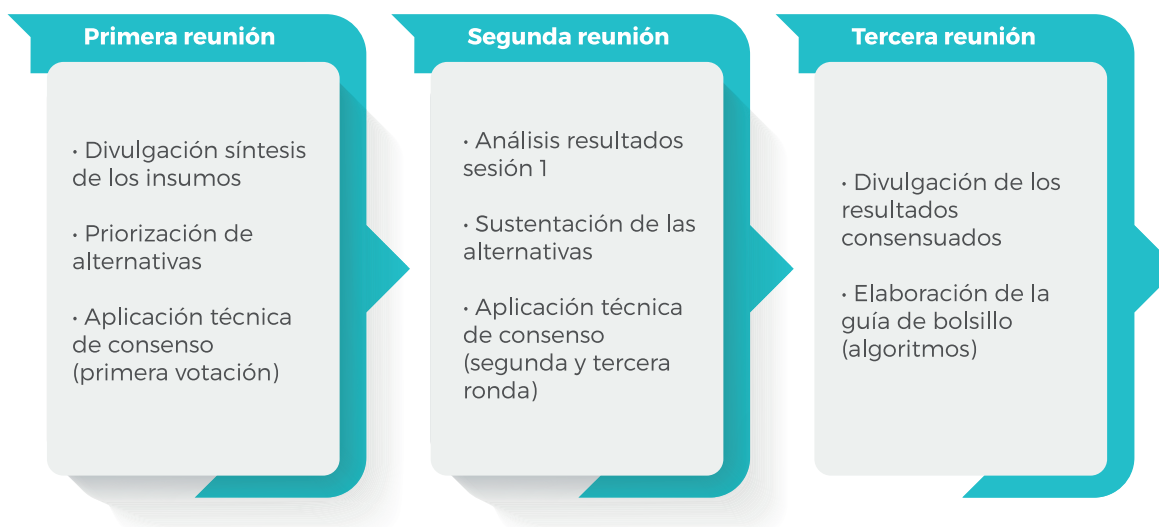 Primera reunión
• Divulgación síntesis
de los insumos
• Priorización de
alternativas
• Aplicación técnica
de consenso
(primera votación)
Segunda reunión
• Análisis resultados
sesión 1
• Sustentación de las
alternativas
• Aplicación técnica
de consenso
(segunda y tercera
ronda)
Tercera reunión
• Divulgación de los
resultados
consensuados
• Elaboración de la
guía de bolsillo
(algoritmos)